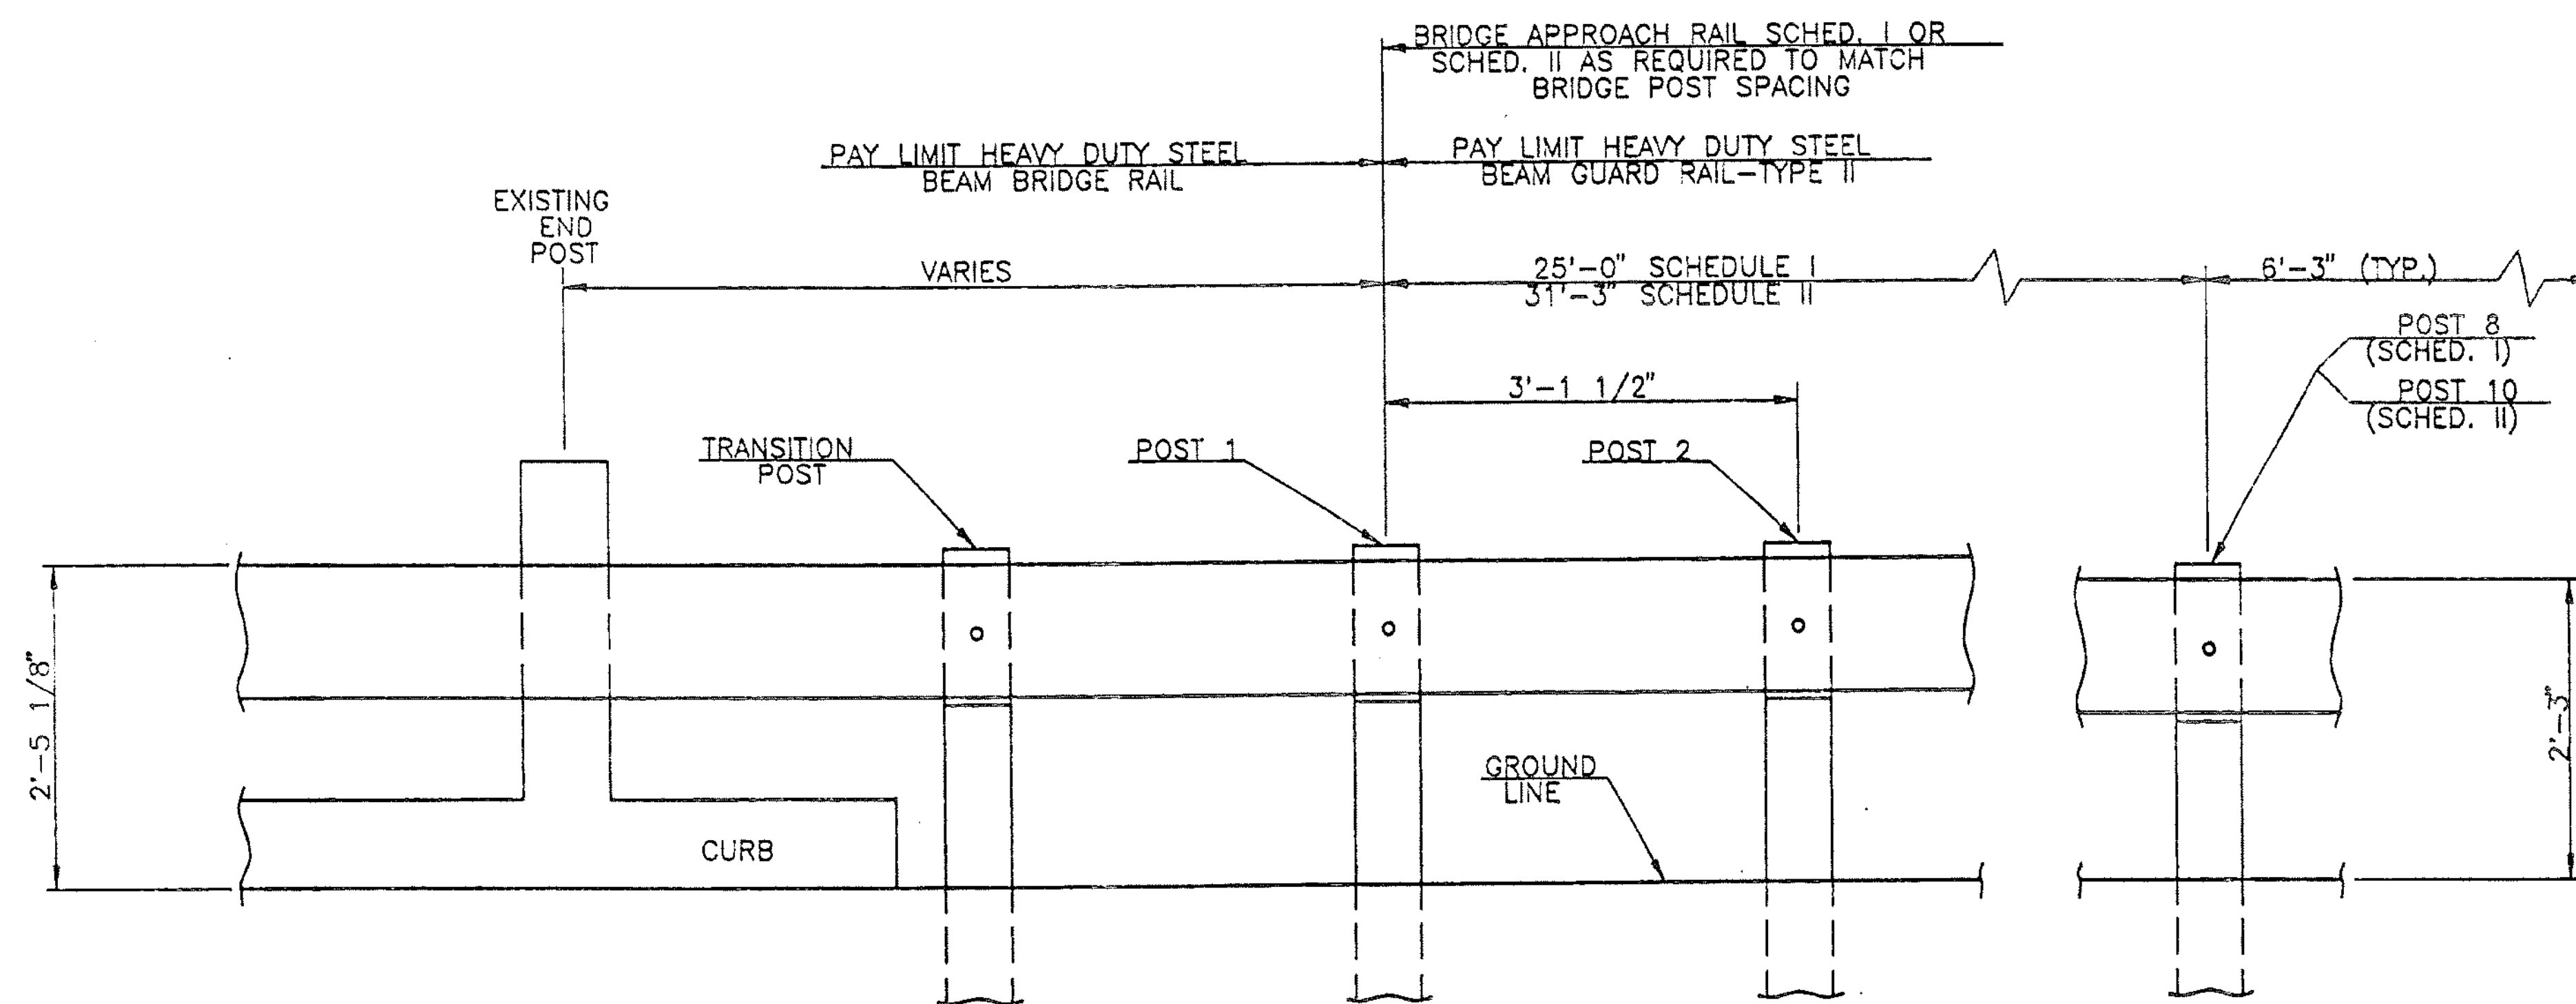 BRIDGE APPROACH RAIL SCHED. I OR
SCHED. II AS REQUIRED TO MATCH
BRIDGE POST SPACING
PAY LIMIT HEAVY DUTY STEEL
BEAM BRIDGE RAIL
PAY LIMIT HEAVY DUTY STEEL
BEAM GUARD RAIL-TYPE II
EXISTING
END
POST
VARIES
25'-0" SCHEDULE I
31'-3" SCHEDULE II
6'-3" (TYP.)
POST 8
(SCHED. I)
POST 10
(SCHED. II)
3'-1 1/2"
TRANSITION
POST
POST 1
POST 2
2'-5 1/8"
GROUND
LINE
2'-3"
CURB